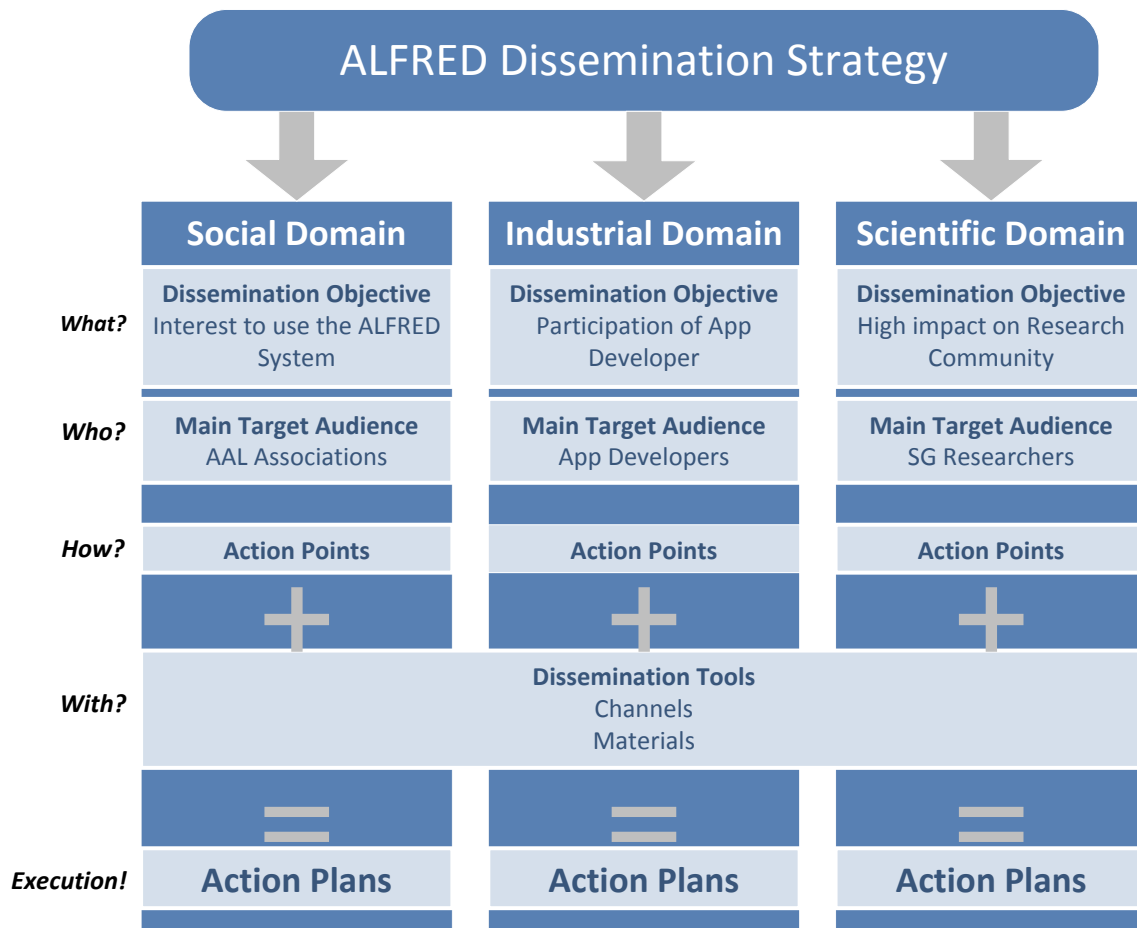 ALFRED Dissemination Strategy
Social Domain
Industrial Domain
Scientific Domain
What?
Dissemination Objective
Interest to use the ALFRED
System
Dissemination Objective
Participation of App
Developer
Dissemination Objective
High impact on Research
Community
Who?
Main Target Audience
AAL Associations
Main Target Audience
App Developers
Main Target Audience
SG Researchers
How?
Action Points
Action Points
Action Points
+
+
+
With?
Dissemination Tools
Channels
Materials
=
=
=
Execution!
Action Plans
Action Plans
Action Plans